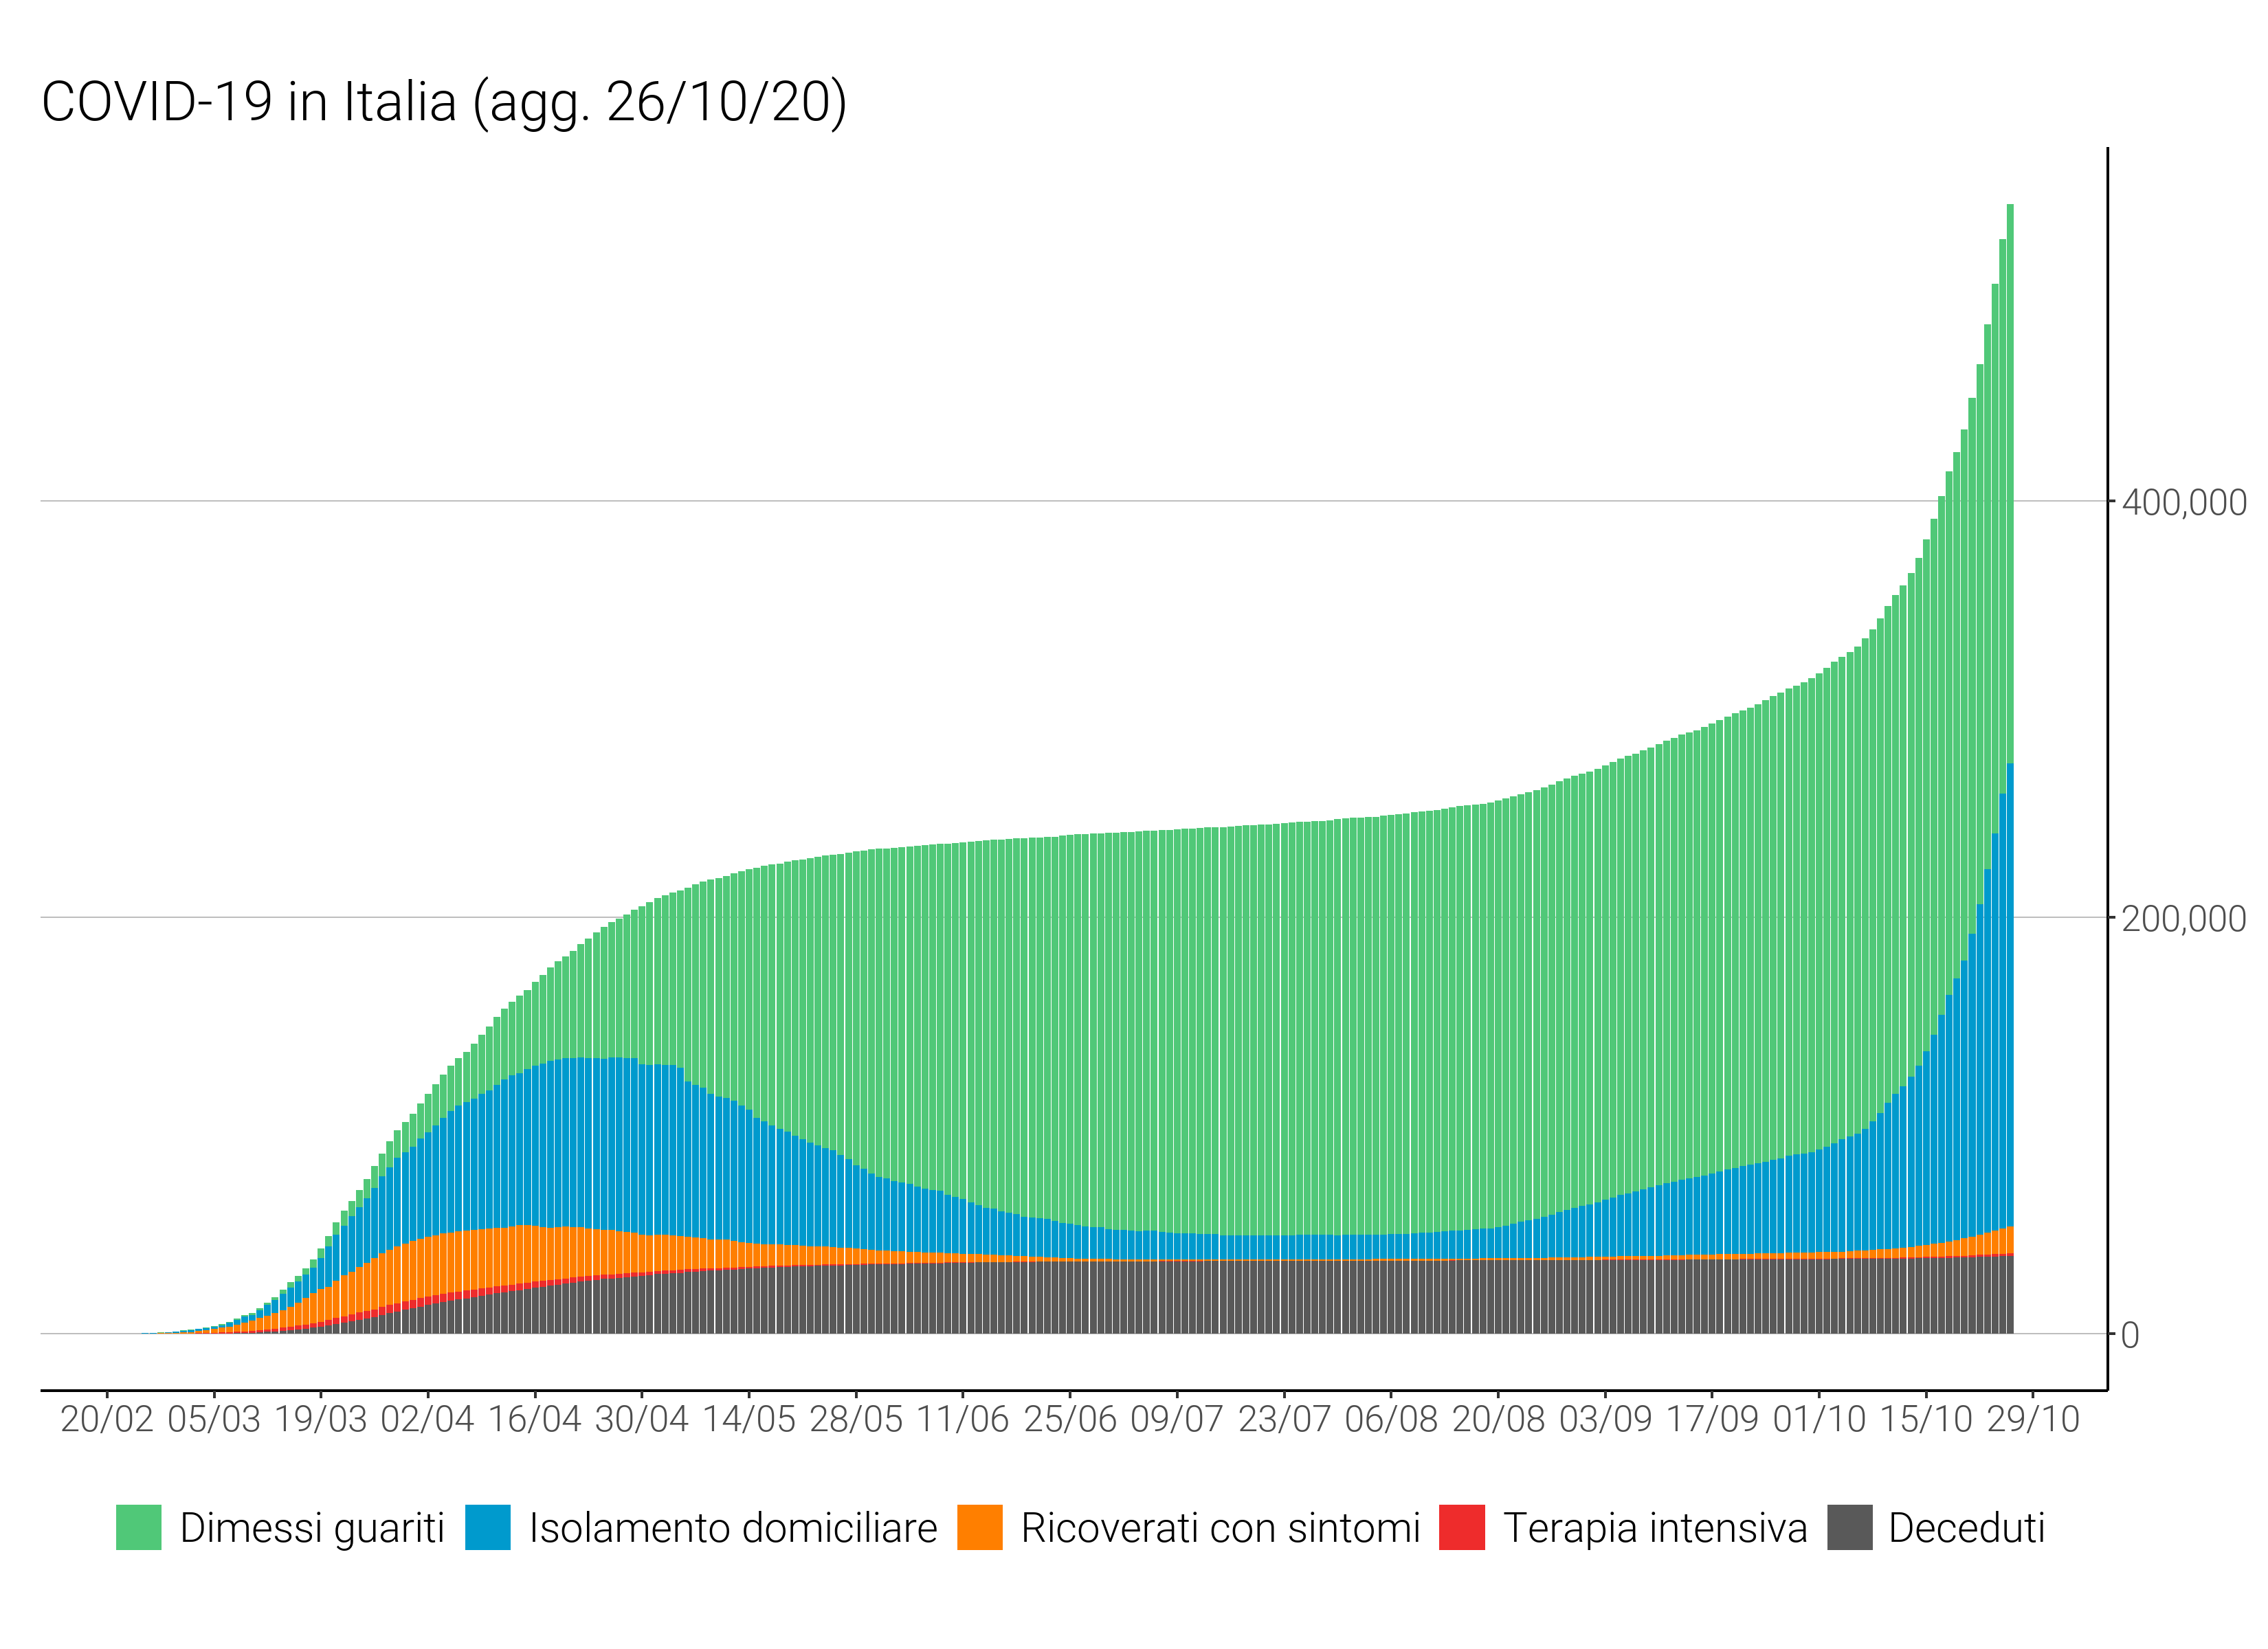 COVID-19 in Italia (agg. 26/10/20)
400,000
200,000
0
20/02 05/03 19/03 02/04 16/04 30/04 14/05 28/05 11/06 25/06 09/07 23/07 06/08 20/08 03/09 17/09 01/10 15/10 29/10
Dimessi guariti Isolamento domiciliare Ricoverati con sintomi Terapia intensiva Deceduti